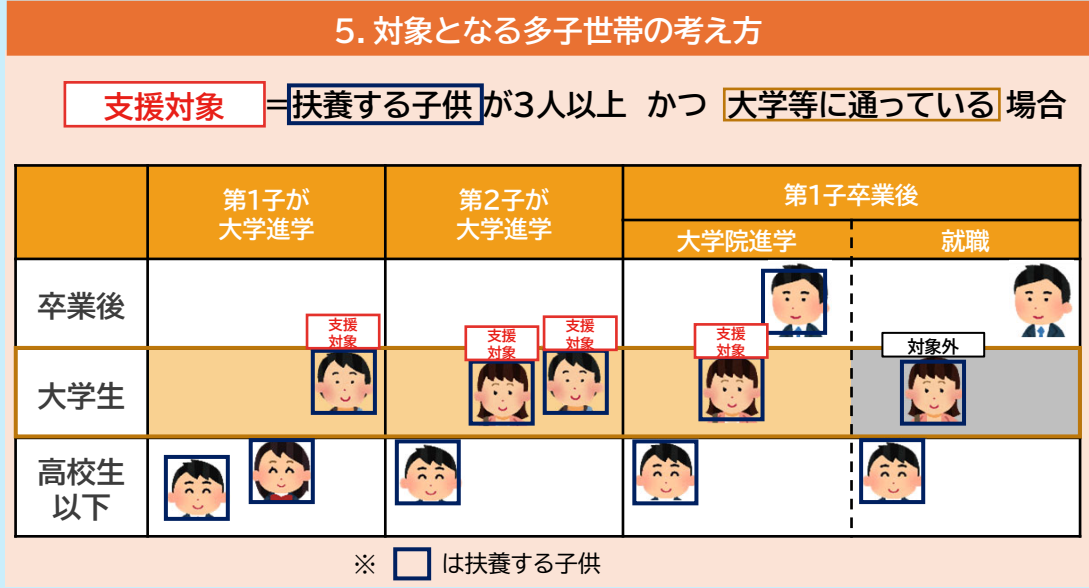 5. 対象となる多子世帯の考え方
支援対象 =扶養する子供が3人以上 かつ 大学等に通っている 場合
第1子が
大学進学
第2子が
大学進学
第1子卒業後
大学院進学
就職
卒業後
支援
対象
支援
対象
支援
対象
支援
対象
対象外
大学生
高校生
以下
※ は扶養する子供